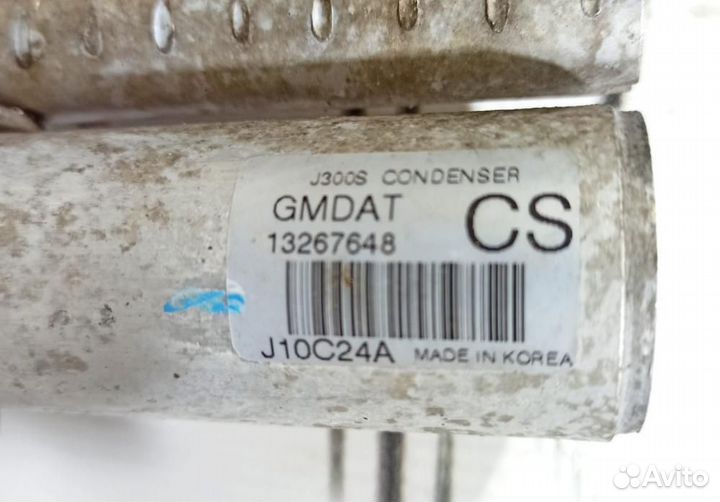 J300S CONDENSER
GMDAT CS
13267648
J10C24A MADE IN KOREA
Avito